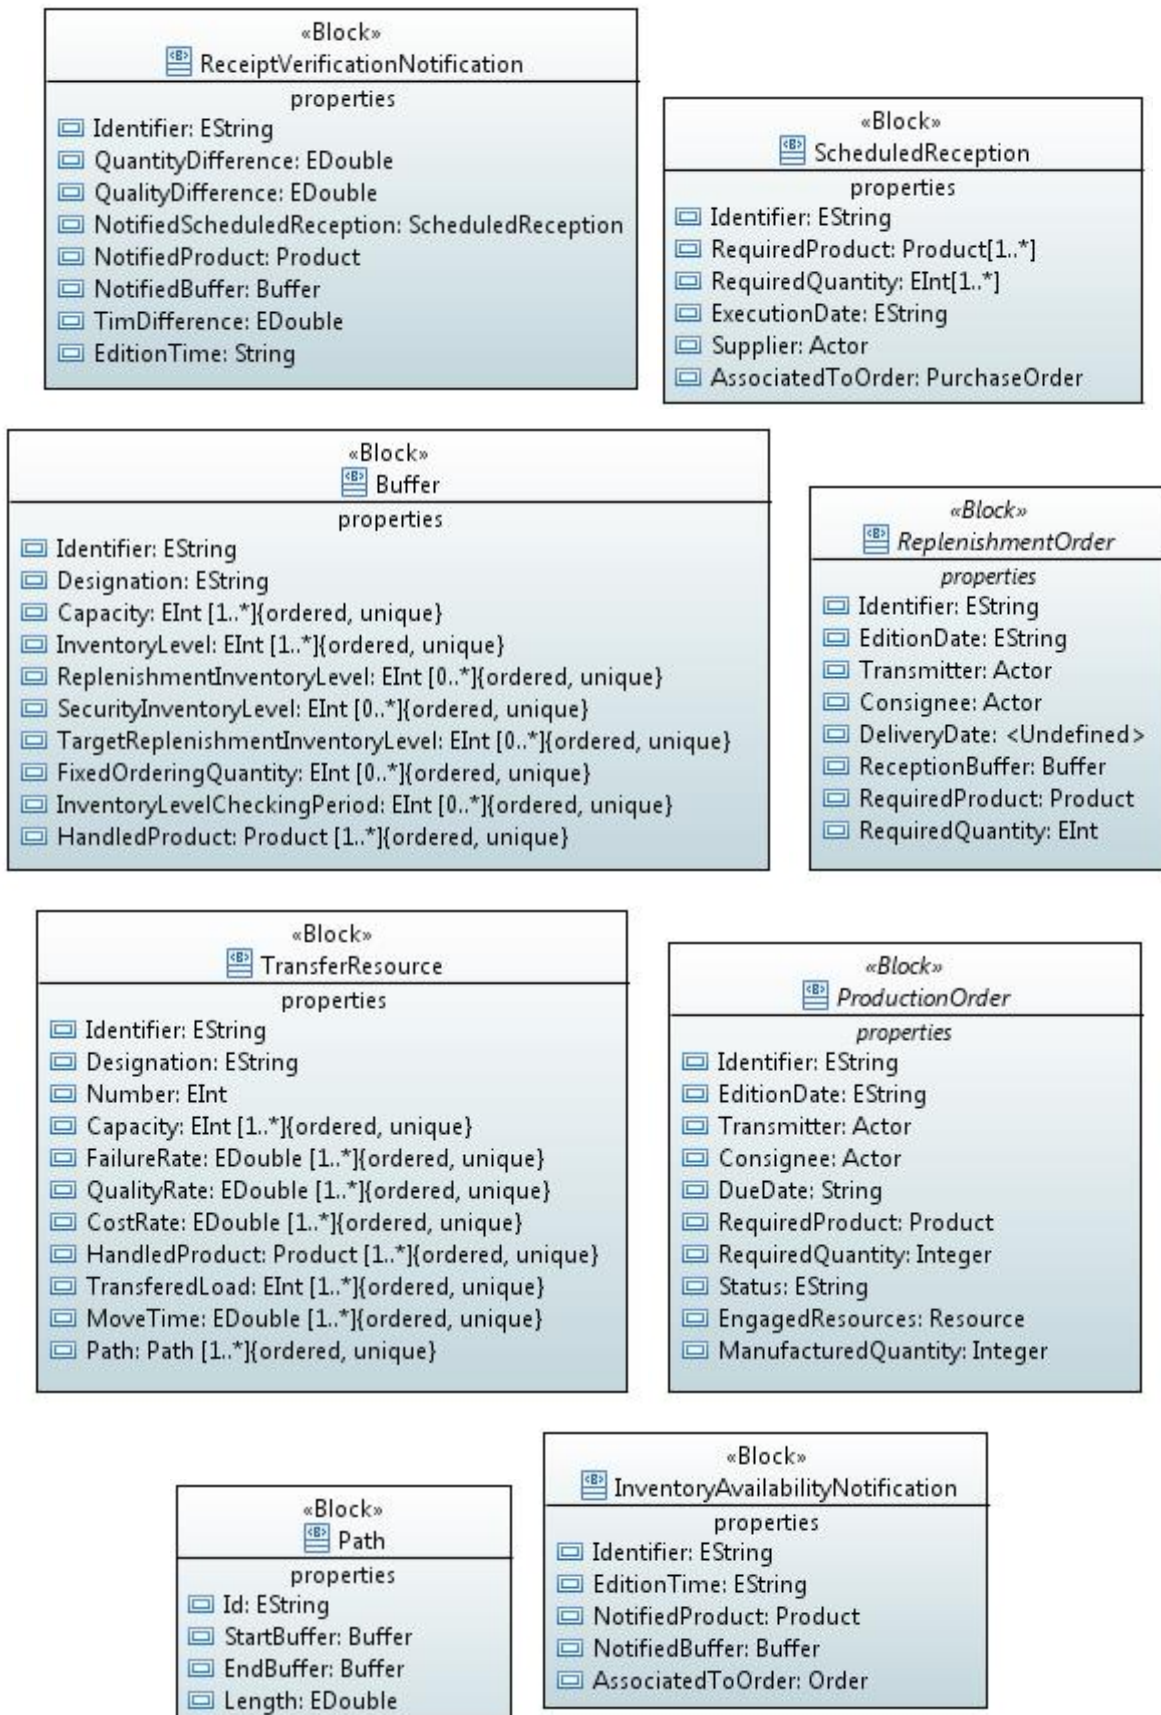 «Block»
ReceiptVerificationNotification
properties
Identifier: EString
QuantityDifference: EDouble
QualityDifference: EDouble
NotifiedScheduledReception: ScheduledReception
NotifiedProduct: Product
NotifiedBuffer: Buffer
TimDifference: EDouble
EditionTime: String
«Block»
ScheduledReception
properties
Identifier: EString
RequiredProduct: Product[1..*]
RequiredQuantity: EInt[1..*]
ExecutionDate: EString
Supplier: Actor
AssociatedToOrder: PurchaseOrder
«Block»
Buffer
properties
Identifier: EString
Designation: EString
Capacity: EInt [1..*]{ordered, unique}
InventoryLevel: EInt [1..*]{ordered, unique}
ReplenishmentInventoryLevel: EInt [0..*]{ordered, unique}
SecurityInventoryLevel: EInt [0..*]{ordered, unique}
TargetReplenishmentInventoryLevel: EInt [0..*]{ordered, unique}
FixedOrderingQuantity: EInt [0..*]{ordered, unique}
InventoryLevelCheckingPeriod: EInt [0..*]{ordered, unique}
HandledProduct: Product [1..*]{ordered, unique}
«Block»
ReplenishmentOrder
properties
Identifier: EString
EditionDate: EString
Transmitter: Actor
Consignee: Actor
DeliveryDate: <Undefined>
ReceptionBuffer: Buffer
RequiredProduct: Product
RequiredQuantity: EInt
«Block»
TransferResource
properties
Identifier: EString
Designation: EString
Number: EInt
Capacity: EInt [1..*]{ordered, unique}
FailureRate: EDouble [1..*]{ordered, unique}
QualityRate: EDouble [1..*]{ordered, unique}
CostRate: EDouble [1..*]{ordered, unique}
HandledProduct: Product [1..*]{ordered, unique}
TransferedLoad: EInt [1..*]{ordered, unique}
MoveTime: EDouble [1..*]{ordered, unique}
Path: Path [1..*]{ordered, unique}
«Block»
ProductionOrder
properties
Identifier: EString
EditionDate: EString
Transmitter: Actor
Consignee: Actor
DueDate: String
RequiredProduct: Product
RequiredQuantity: Integer
Status: EString
EngagedResources: Resource
ManufacturedQuantity: Integer
«Block»
Path
properties
Id: EString
StartBuffer: Buffer
EndBuffer: Buffer
Length: EDouble
«Block»
InventoryAvailabilityNotification
properties
Identifier: EString
EditionTime: EString
NotifiedProduct: Product
NotifiedBuffer: Buffer
AssociatedToOrder: Order